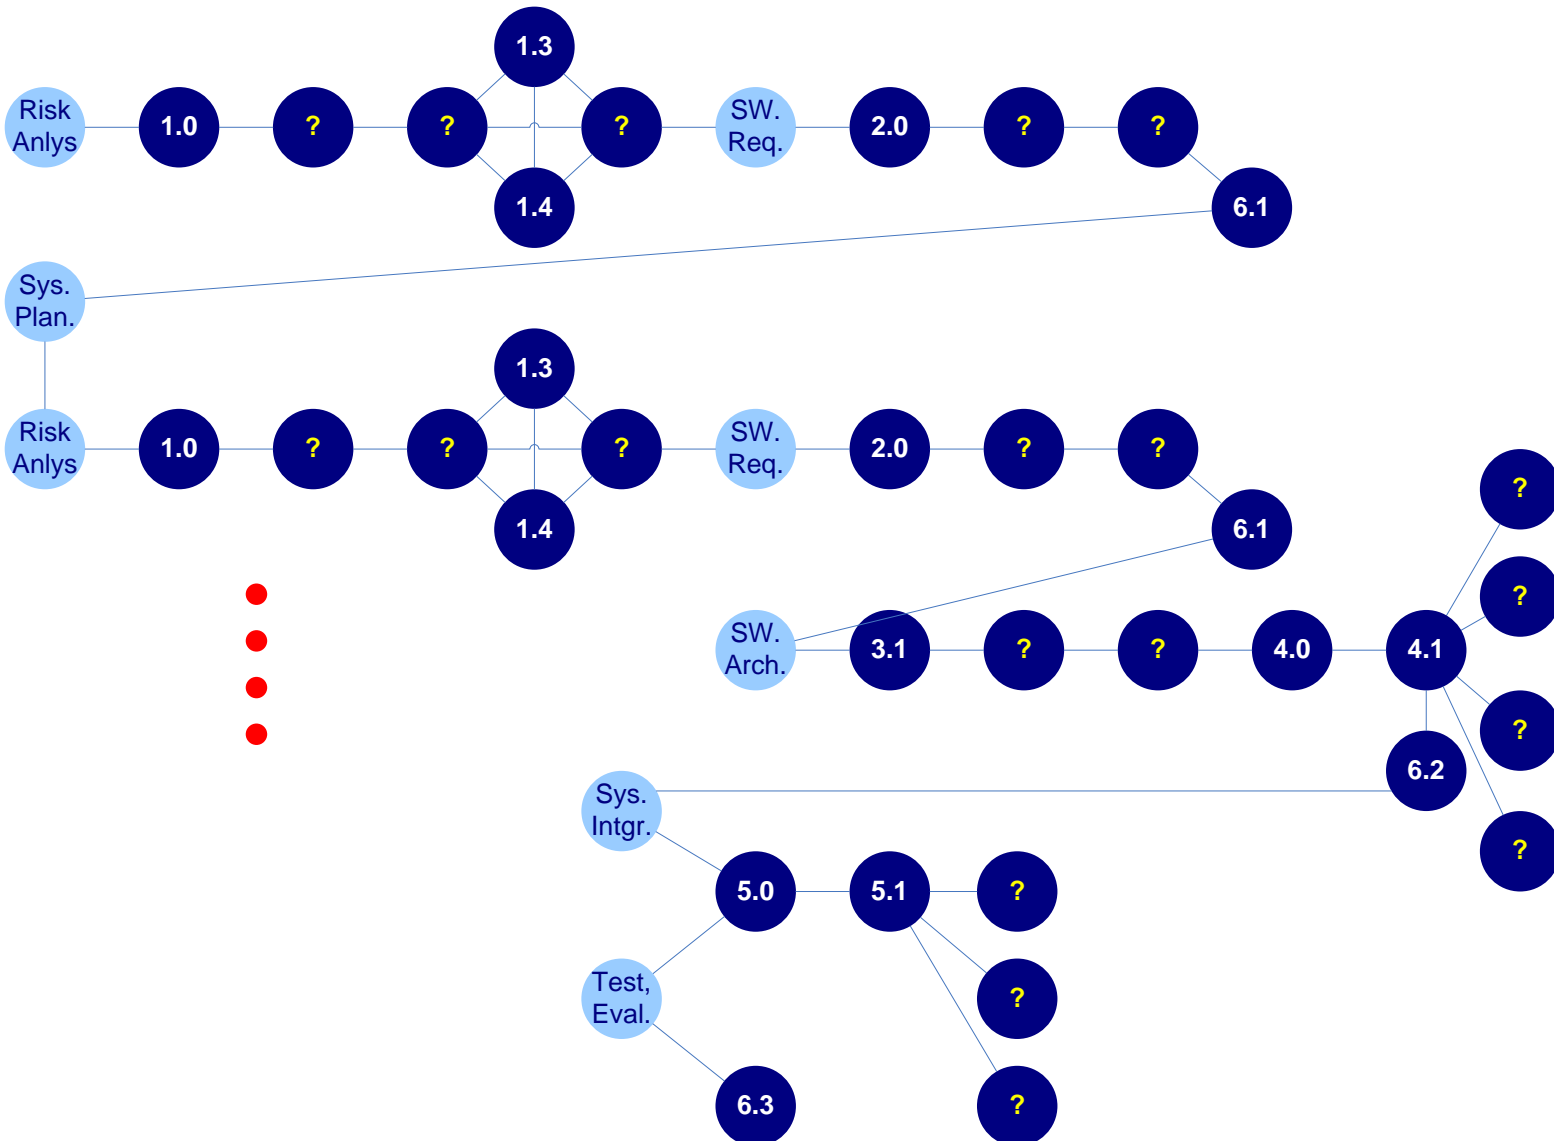 1.3
Risk
Anlys
1.0
?
?
?
SW.
Req.
2.0
?
?
1.4
6.1
Sys.
Plan.
1.3
Risk
Anlys
1.0
?
?
?
SW.
Req.
2.0
?
?
?
1.4
6.1
?
SW.
Arch.
3.1
?
?
4.0
4.1
?
6.2
Sys.
Intgr.
?
5.0
5.1
?
Test,
Eval.
?
6.3
?